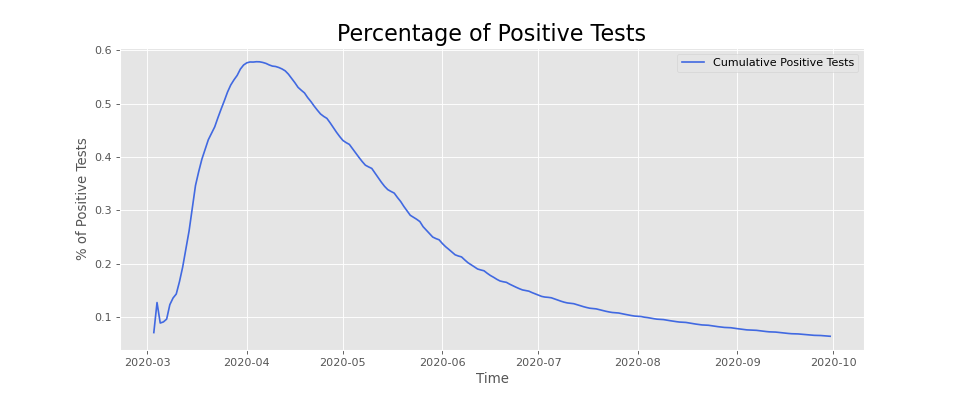 Percentage of Positive Tests
Cumulative Positive Tests
% of Positive Tests
0.6
0.5
0.4
0.3
0.2
0.1
2020-03 2020-04 2020-05 2020-06 2020-07 2020-08 2020-09 2020-10
Time